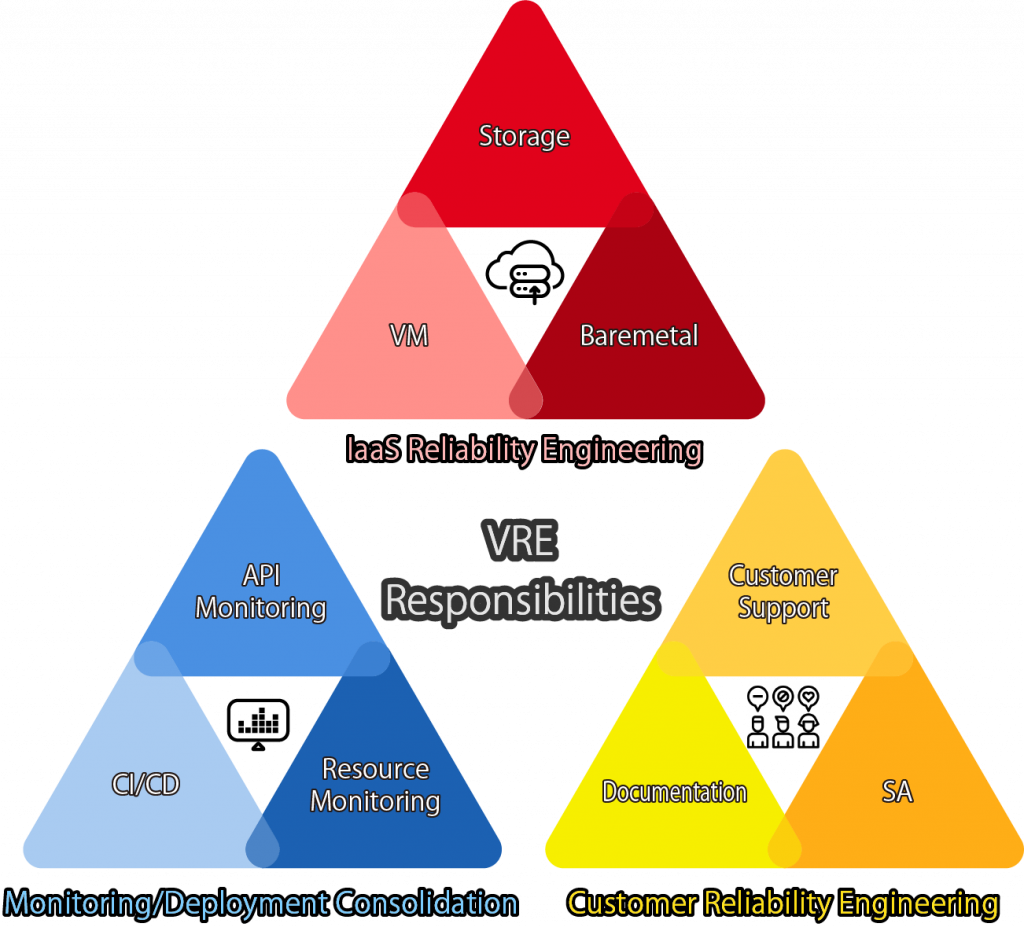 Storage
VM
Baremetal
IaaS Reliability Engineering
VRE
Responsibilities
API
Monitoring
CI/CD
Resource
Monitoring
Monitoring/Deployment Consolidation
Customer
Support
Documentation
SA
Customer Reliability Engineering